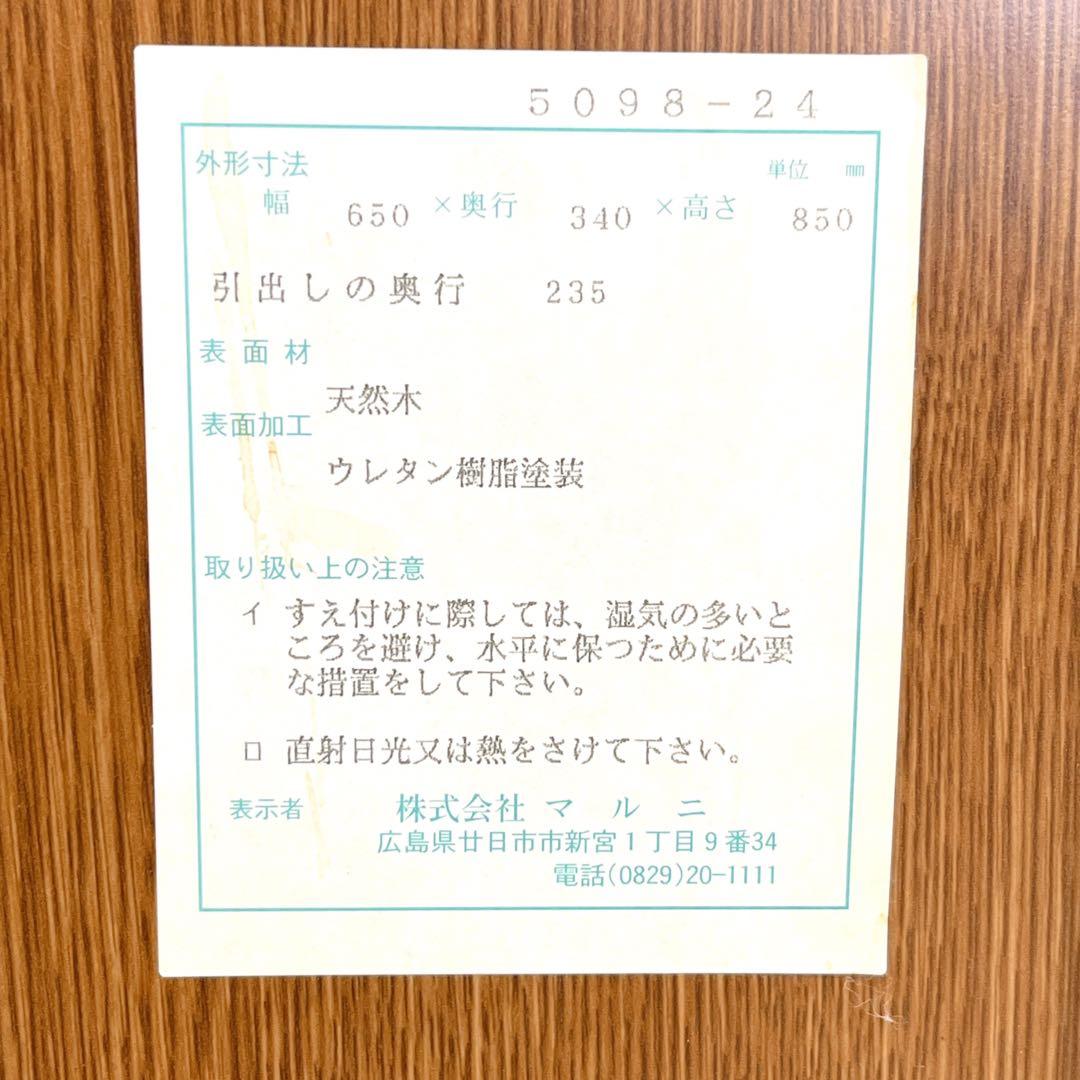 5098-24
外形寸法 単位 ㎜
幅 650 ×奥行 340 ×高さ 850
引出しの奥行 235
表面材
天然木
表面加工
ウレタン樹脂塗装
取り扱い上の注意
イ すえ付けに際しては、湿気の多いと
ころを避け、水平に保つために必要
な措置をして下さい。
ロ 直射日光又は熱をさけて下さい。
表示者 株式会社 マルニ
広島県廿日市市新宮1丁目9番34
電話(0829)20-1111